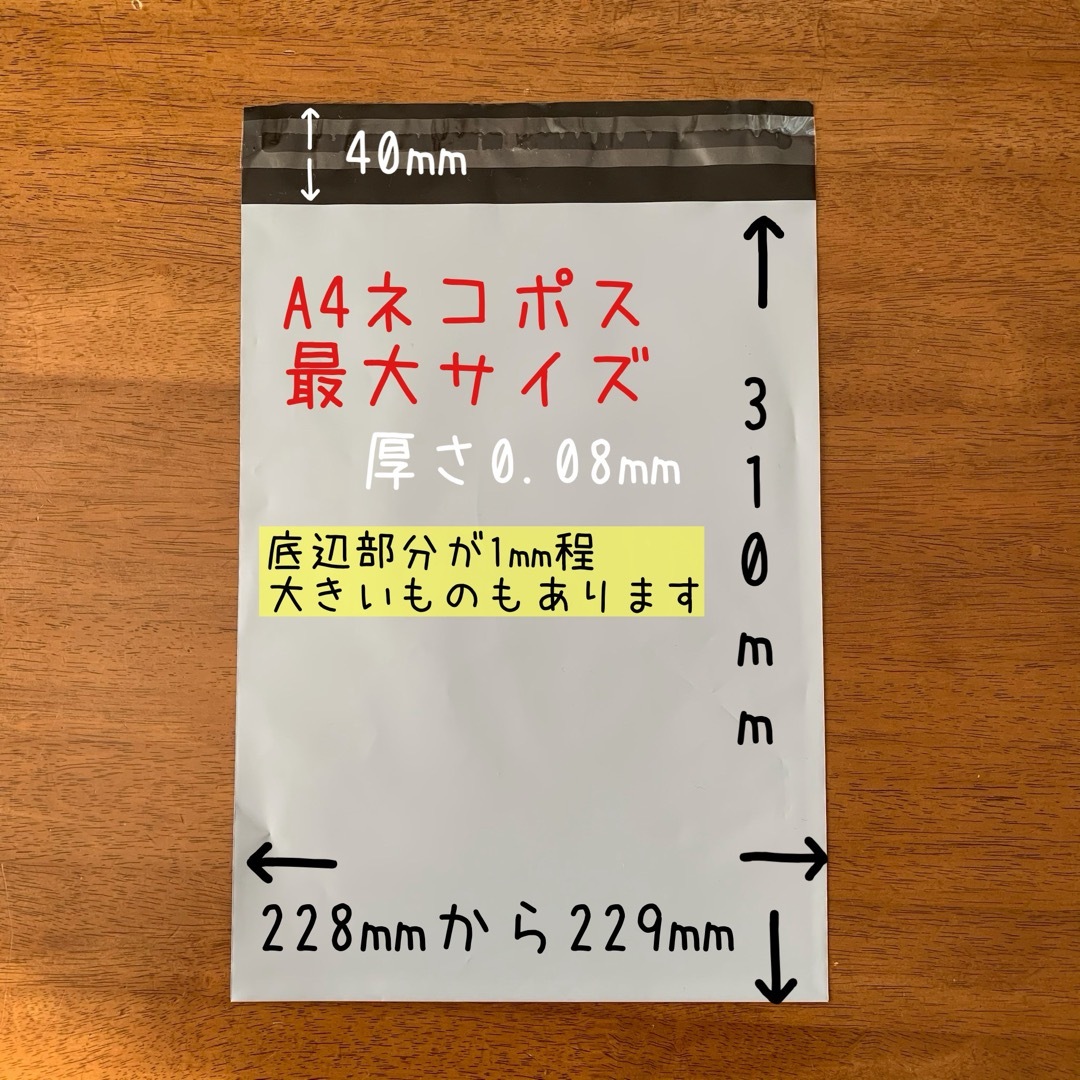 40mm
A4ネコポス
最大サイズ
厚さ0.08mm
底辺部分が1mm程
大きいものもあります
310mm
228mmから229mm